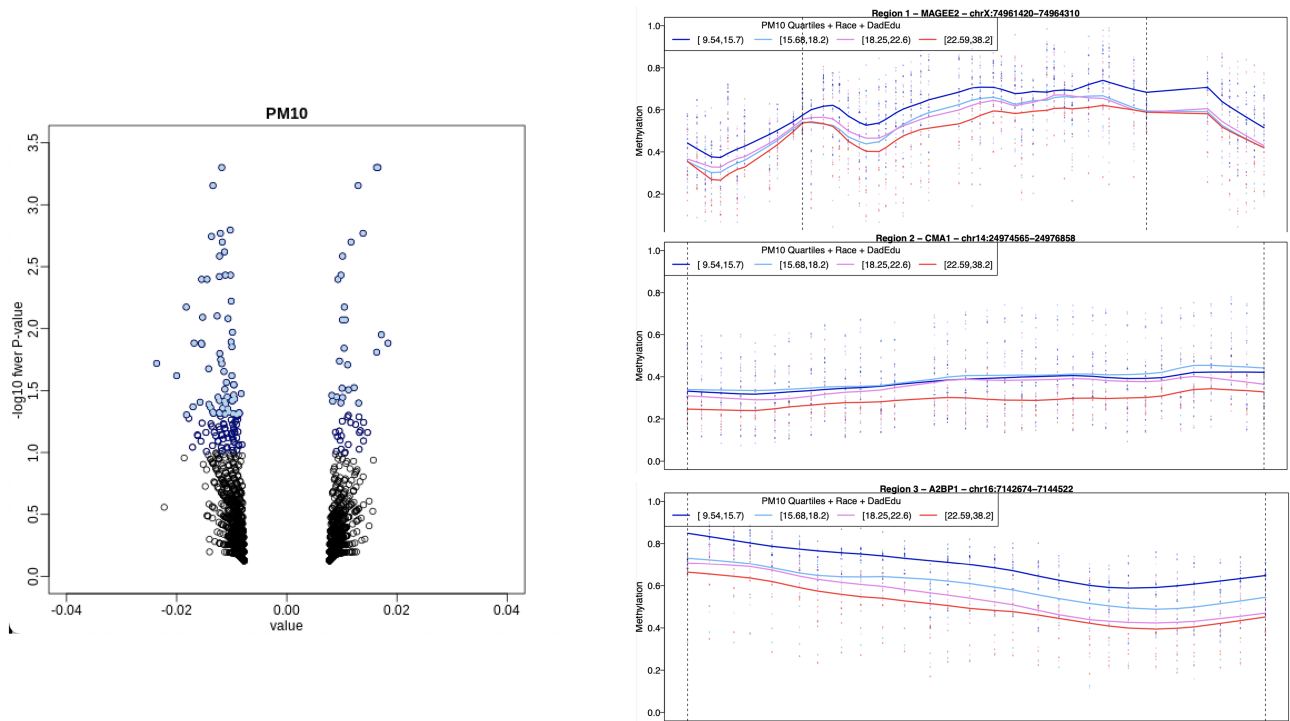 PM10
3.5
3.0
2.5
2.0
1.5
1.0
0.5
0.0
-log10 fwer P-value
-0.04 -0.02 0.00 0.02 0.04
value
Region 1 – MAGEE2 – chrX:74961420–74964310
PM10 Quartiles + Race + DadEdu
[ 9.54,15.7) [15.68,18.2) [18.25,22.6) [22.59,38.2]
1.0
0.8
0.6
0.4
0.2
Methylation
Region 2 – CMA1 – chr14:24974565–24976858
PM10 Quartiles + Race + DadEdu
[ 9.54,15.7) [15.68,18.2) [18.25,22.6) [22.59,38.2]
1.0
0.8
0.6
0.4
0.2
0.0
Methylation
Region 3 – A2BP1 – chr16:7142674–7144522
PM10 Quartiles + Race + DadEdu
[ 9.54,15.7) [15.68,18.2) [18.25,22.6) [22.59,38.2]
1.0
0.8
0.6
0.4
0.2
0.0
Methylation